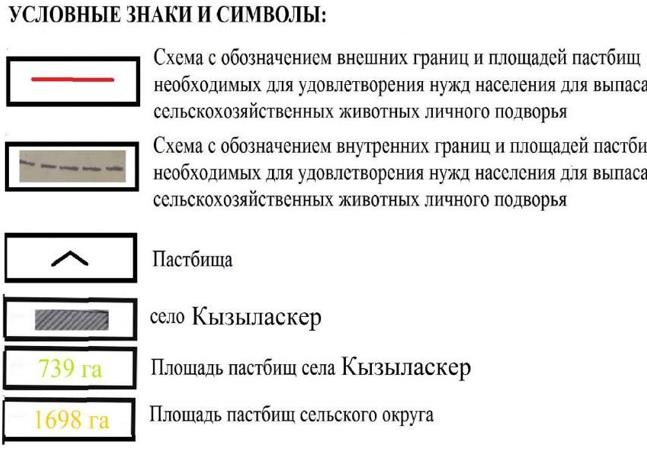 УСЛОВНЫЕ ЗНАКИ И СИМВОЛЫ:
Схема с обозначением внешних границ и площадей пастбищ
необходимых для удовлетворения нужд населения для выпаса
сельскохозяйственных животных личного подворья
Схема с обозначением внутренних границ и площадей пастби
необходимых для удовлетворения нужд населения для выпаса
сельскохозяйственных животных личного подворья
Пастбища
село Кызыласкер
739 га Площадь пастбищ села Кызыласкер
1698 га Площадь пастбищ сельского округа